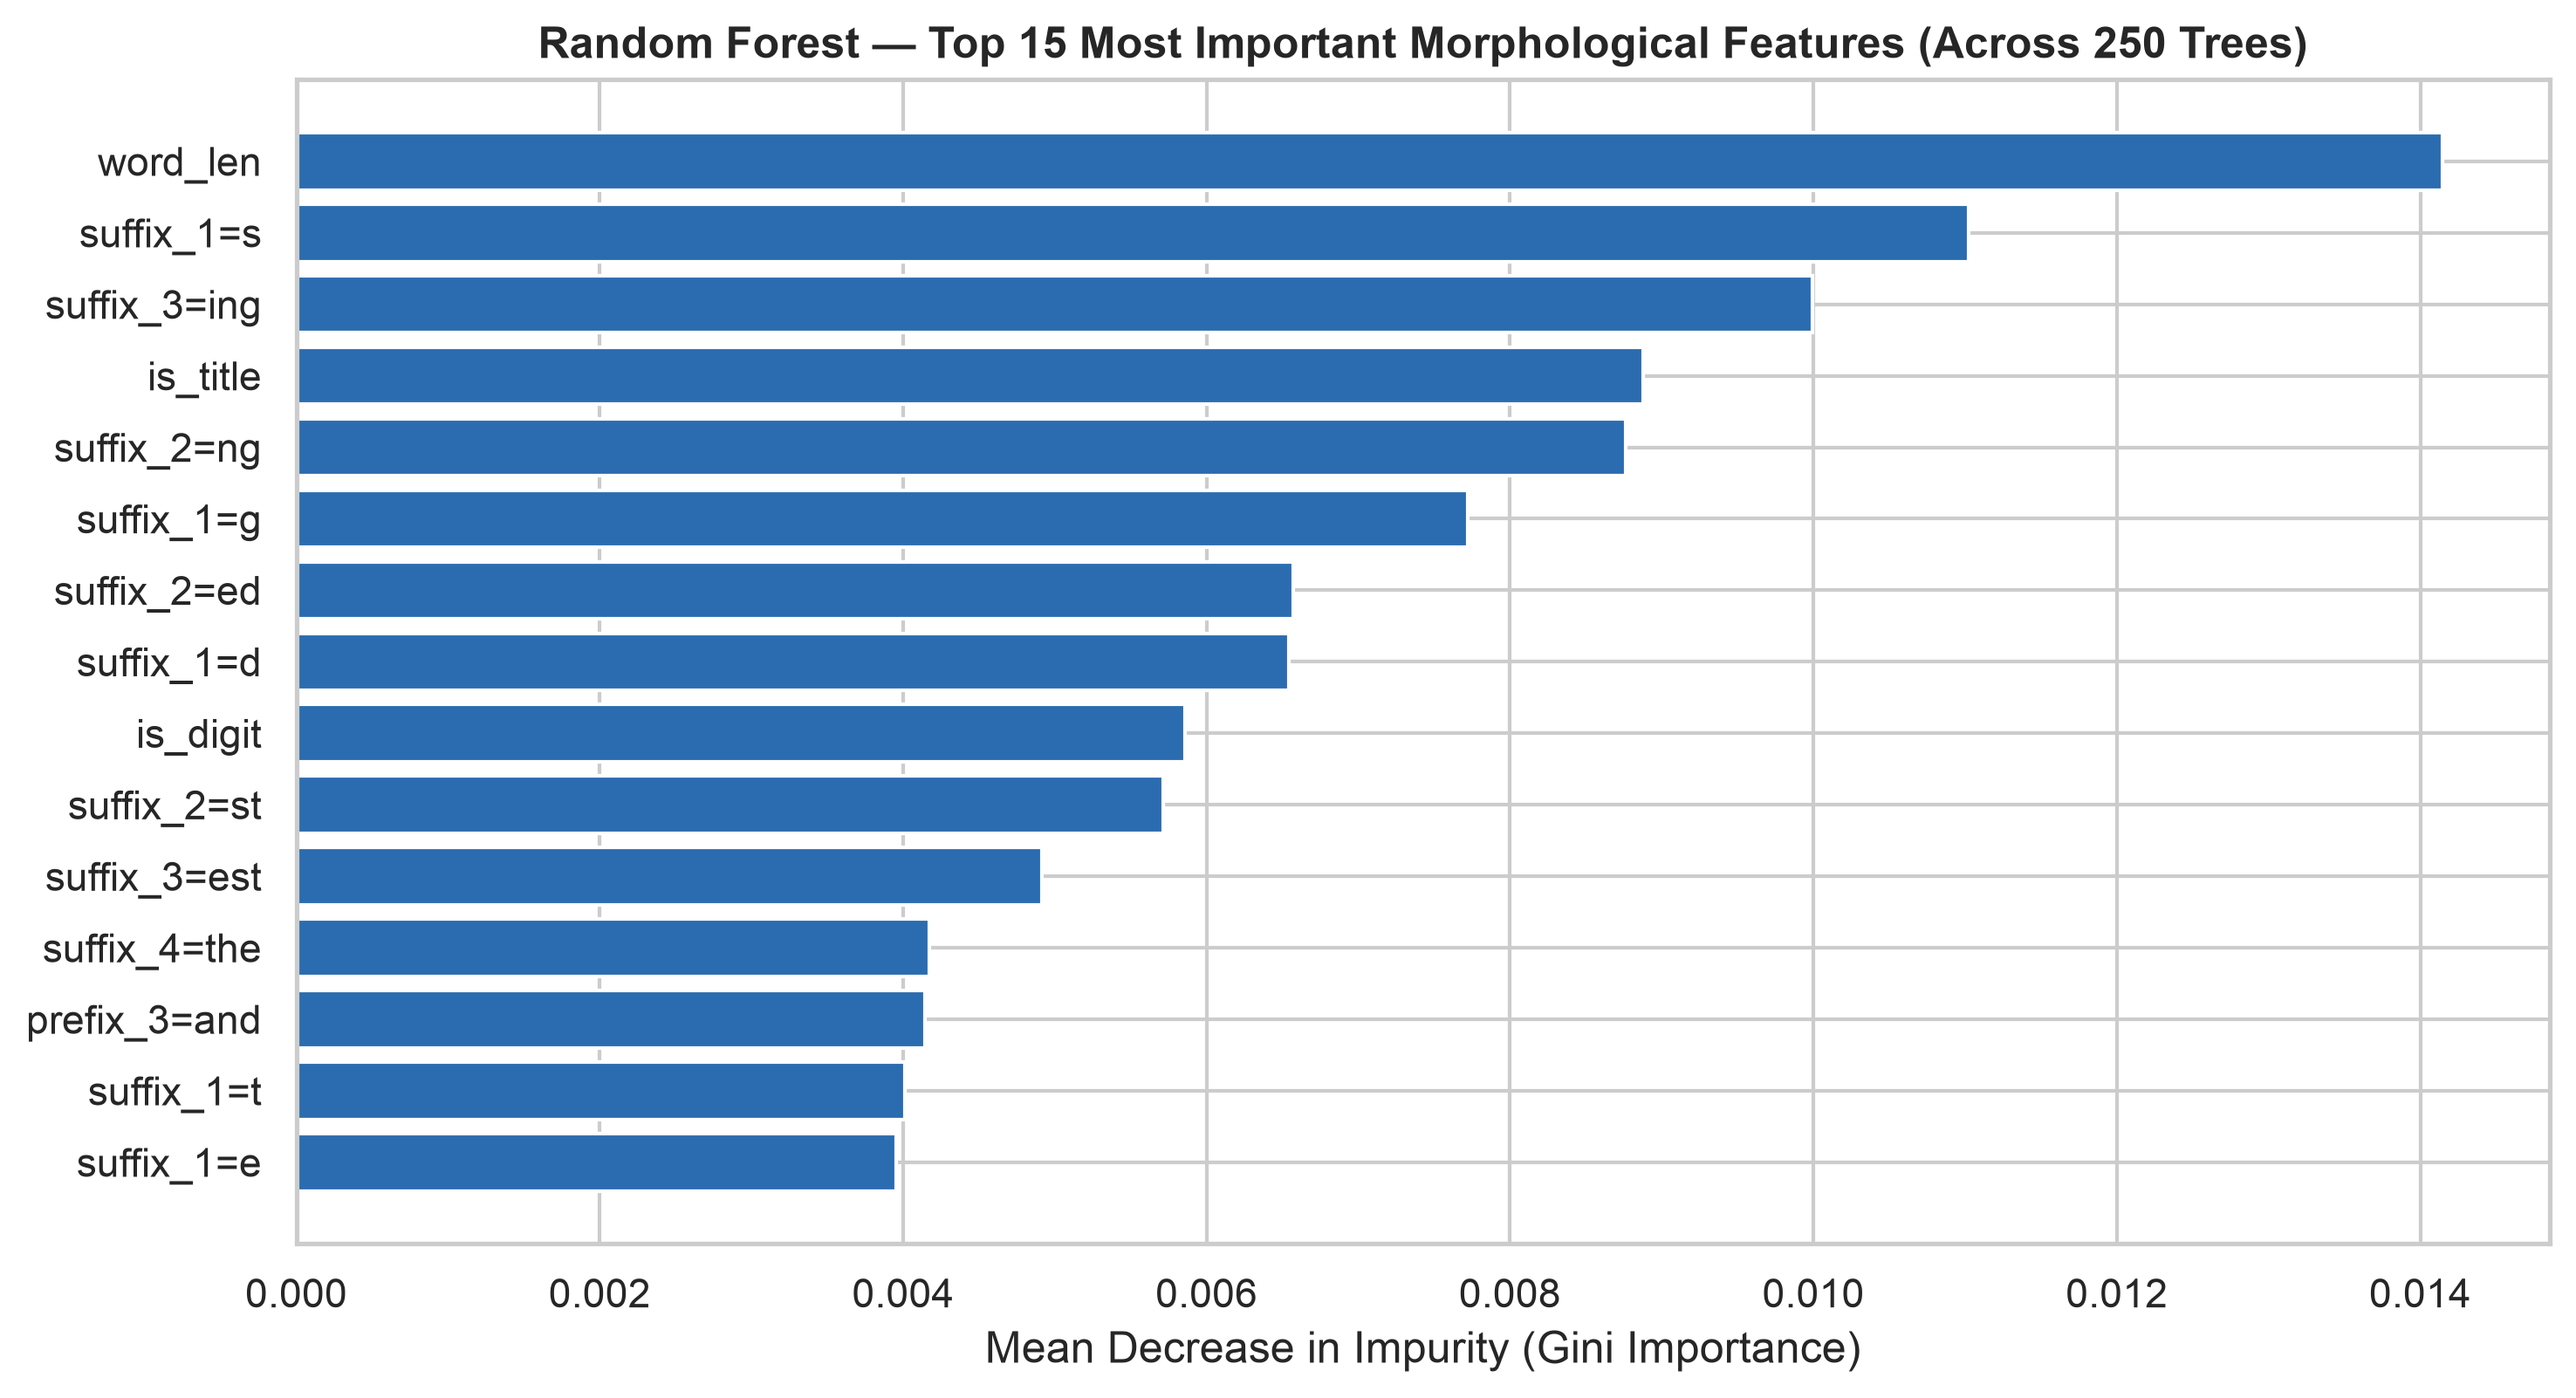 Random Forest — Top 15 Most Important Morphological Features (Across 250 Trees)
word_len
suffix_1=s
suffix_3=ing
is_title
suffix_2=ng
suffix_1=g
suffix_2=ed
suffix_1=d
is_digit
suffix_2=st
suffix_3=est
suffix_4=the
prefix_3=and
suffix_1=t
suffix_1=e
0.000 0.002 0.004 0.006 0.008 0.010 0.012 0.014
Mean Decrease in Impurity (Gini Importance)